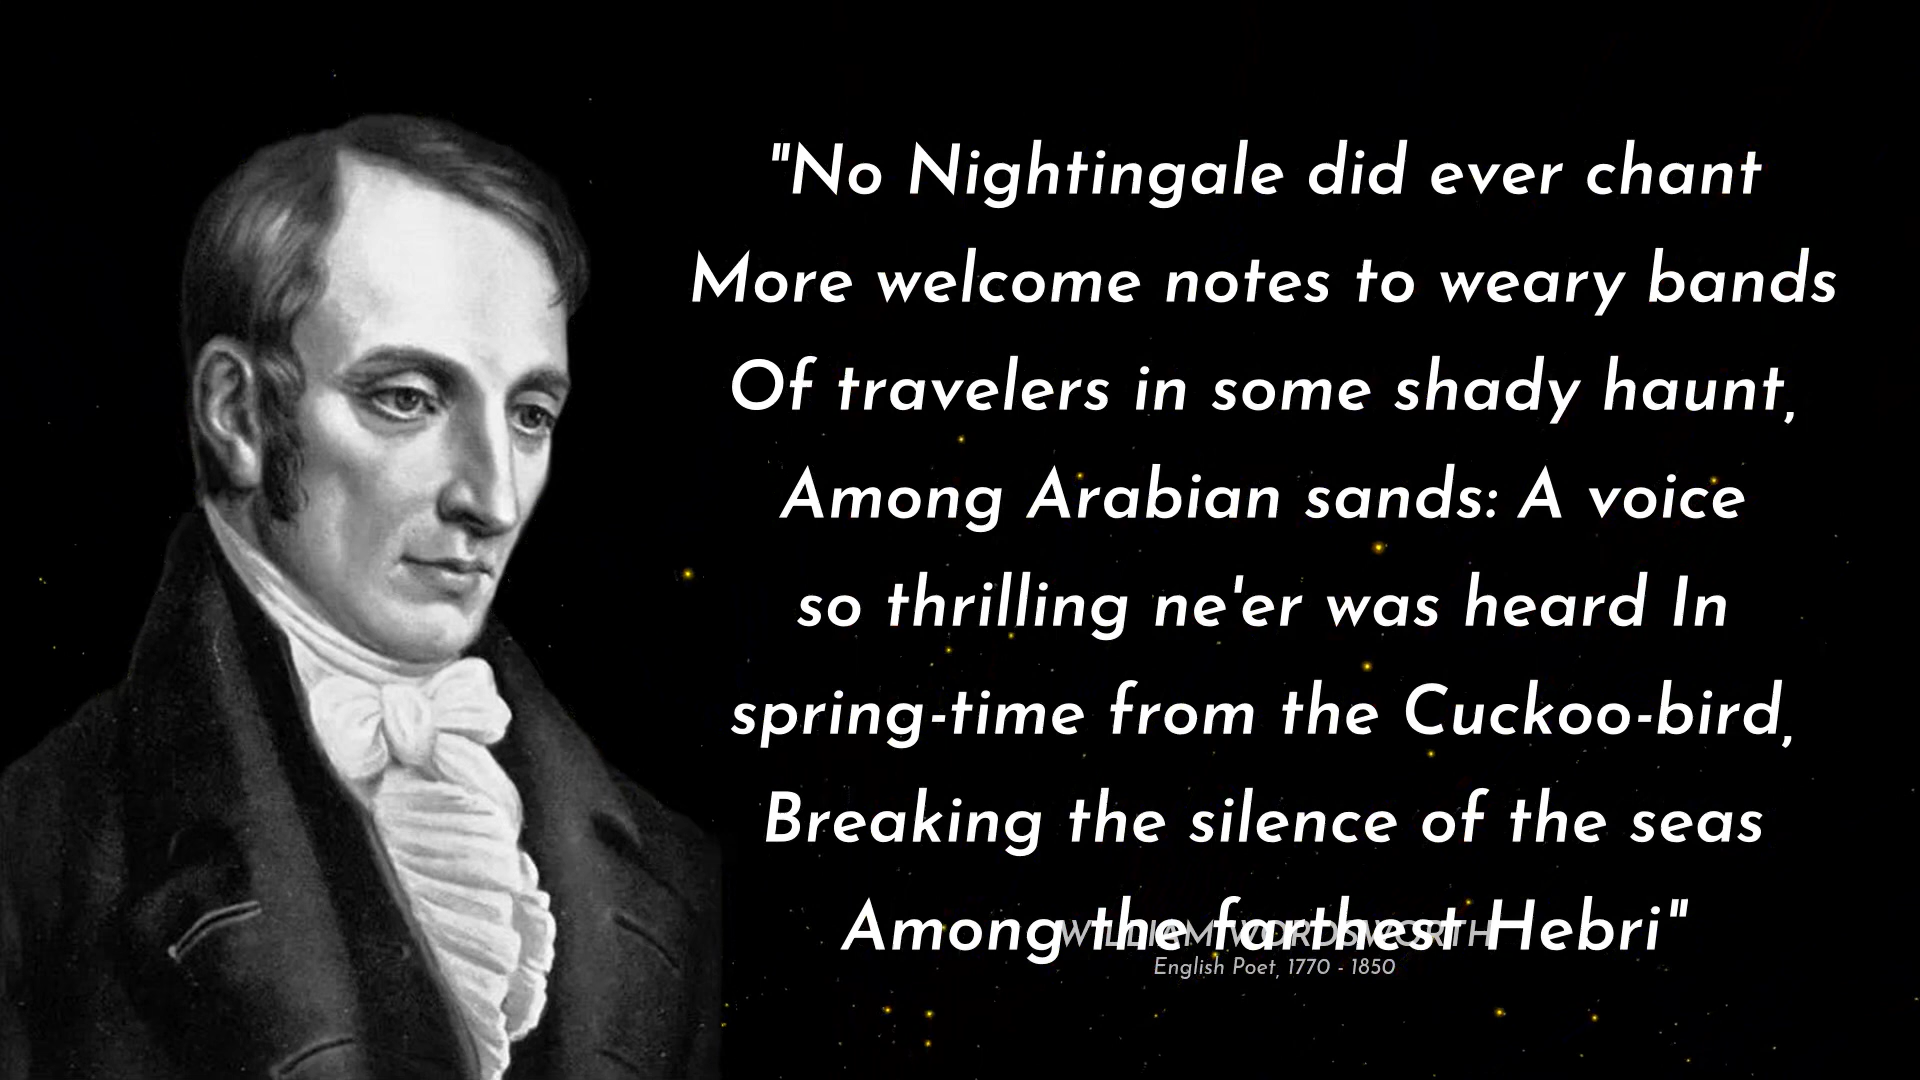 "No Nightingale did ever chant
More welcome notes to weary bands
Of travelers in some shady haunt,
Among Arabian sands: A voice
so thrilling ne'er was heard In
spring-time from the Cuckoo-bird,
Breaking the silence of the seas
Among the farthest Hebri"
WILLIAM WORDSWORTH
English Poet, 1770 - 1850